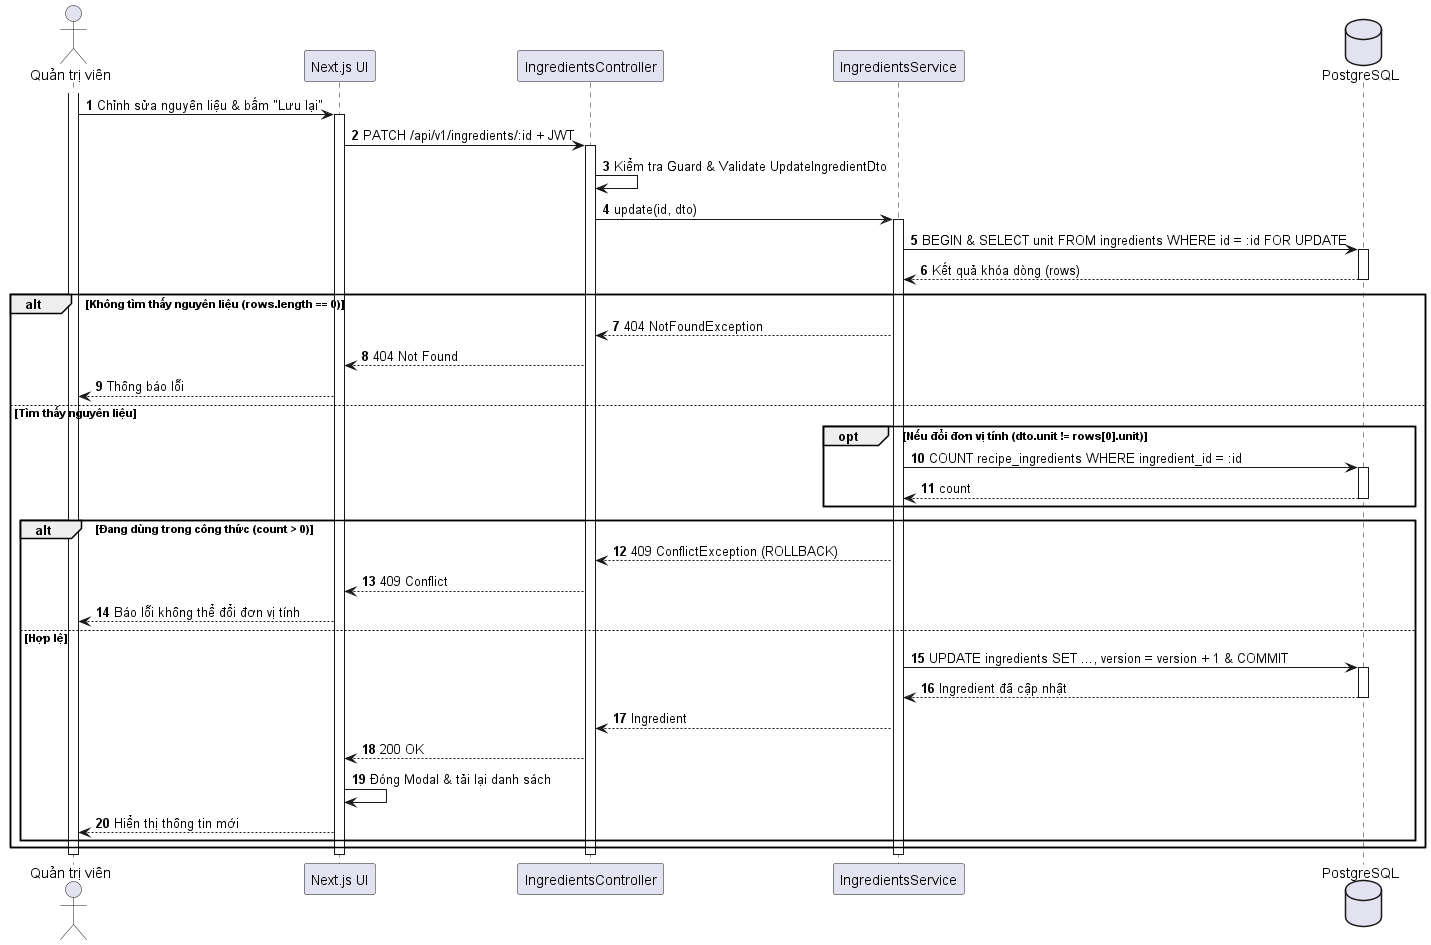 Quản trị viên
Next.js UI
IngredientsController
IngredientsService
PostgreSQL
1 Chỉnh sửa nguyên liệu & bấm "Lưu lại"
2 PATCH /api/v1/ingredients/:id + JWT
3 Kiểm tra Guard & Validate UpdateIngredientDto
4 update(id, dto)
5 BEGIN & SELECT unit FROM ingredients WHERE id = :id FOR UPDATE
6 Kết quả khóa dòng (rows)
alt [Không tìm thấy nguyên liệu (rows.length == 0)]
7 404 NotFoundException
8 404 Not Found
9 Thông báo lỗi
[Tìm thấy nguyên liệu]
opt [Nếu đổi đơn vị tính (dto.unit != rows[0].unit)]
10 COUNT recipe_ingredients WHERE ingredient_id = :id
11 count
alt [Đang dùng trong công thức (count > 0)]
12 409 ConflictException (ROLLBACK)
13 409 Conflict
14 Báo lỗi không thể đổi đơn vị tính
[Hợp lệ]
15 UPDATE ingredients SET ..., version = version + 1 & COMMIT
16 Ingredient đã cập nhật
17 Ingredient
18 200 OK
19 Đóng Modal & tải lại danh sách
20 Hiển thị thông tin mới
Quản trị viên
Next.js UI
IngredientsController
IngredientsService
PostgreSQL